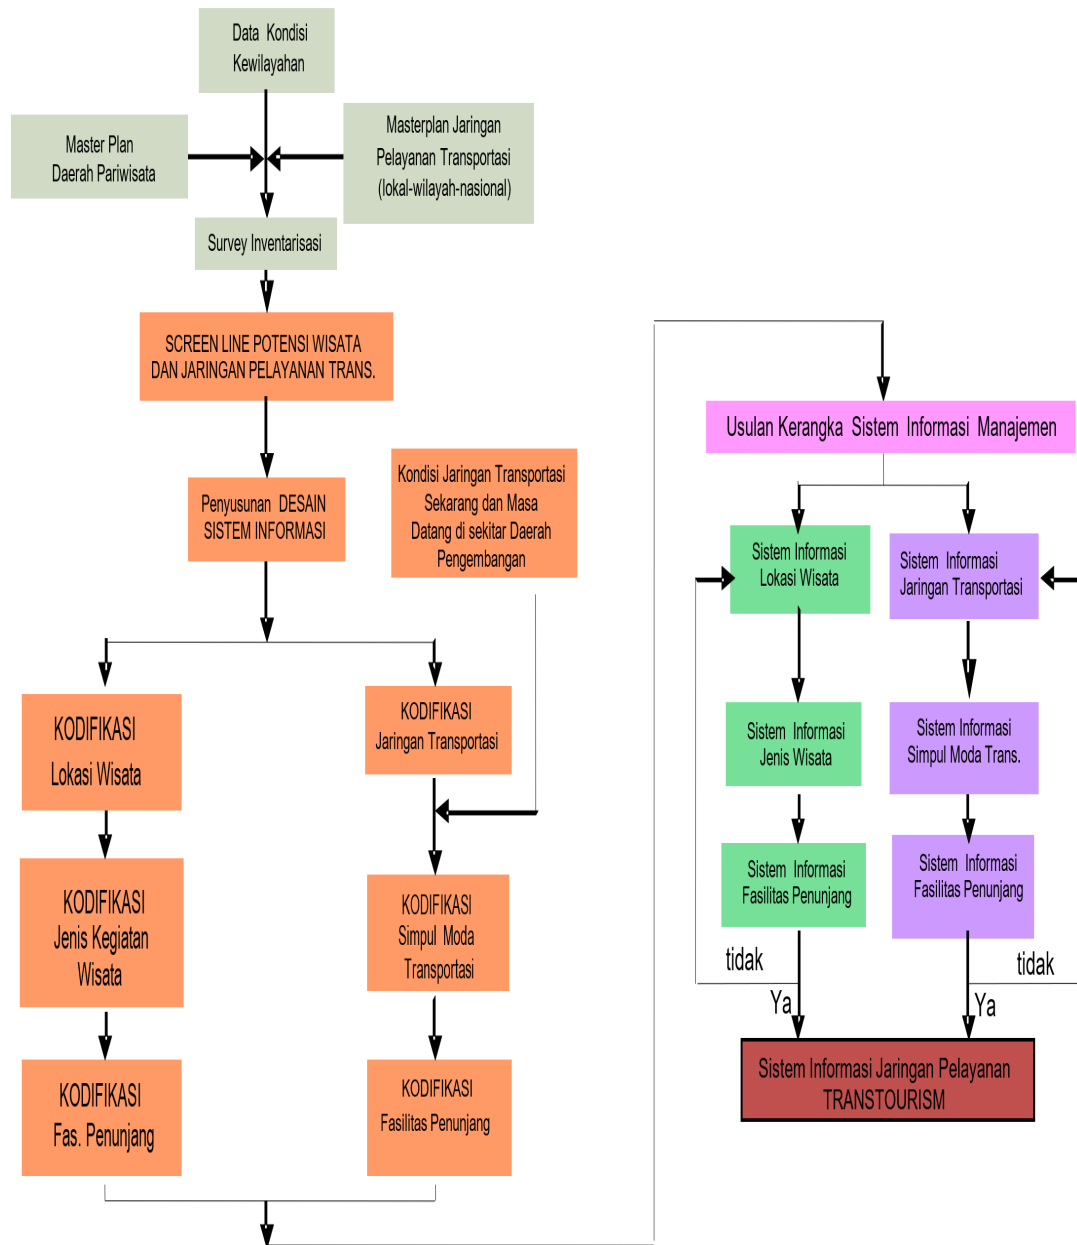 Data Kondisi
Kewilayahan
Master Plan
Daerah Pariwisata
Masterplan Jaringan
Pelayanan Transportasi
(lokal-wilayah-nasional)
Survey Inventarisasi
SCREEN LINE POTENSI WISATA
DAN JARINGAN PELAYANAN TRANS.
Penyusunan DESAIN
SISTEM INFORMASI
Kondisi Jaringan Transportasi
Sekarang dan Masa
Datang di sekitar Daerah
Pengembangan
KODIFIKASI
Lokasi Wisata
KODIFIKASI
Jaringan Transportasi
KODIFIKASI
Jenis Kegiatan
Wisata
KODIFIKASI
Simpul Moda
Transportasi
KODIFIKASI
Fas. Penunjang
KODIFIKASI
Fasilitas Penunjang
Usulan Kerangka Sistem Informasi Manajemen
Sistem Informasi
Lokasi Wisata
Sistem Informasi
Jaringan Transportasi
Sistem Informasi
Jenis Wisata
Sistem Informasi
Simpul Moda Trans.
Sistem Informasi
Fasilitas Penunjang
Sistem Informasi
Fasilitas Penunjang
tidak
Ya
tidak
Ya
Sistem Informasi Jaringan Pelayanan
TRANSTOURISM